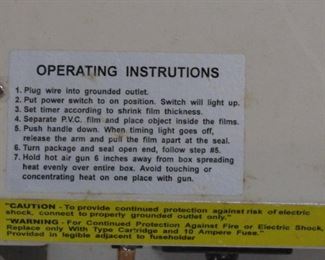 OPERATING INSTRUTIONS
1. Plug wire into grounded outlet.
2. Put power switch to on position. Switch will light up.
3. Set timer according to shrink film thickness.
4. Separate P.V.C. film and place object inside the films.
5. Push handle down. When timing light goes off,
release the arm and pull the film apart at the seal.
6. Turn package and seal open end, follow step #5.
7. Hold hot air gun 6 inches away from box spreading
heat evenly over entire box. Avoid touching or
concentrating heat on one place with gun.
"CAUTION - To provide continued protection against risk of electric
shock, connect to properly grounded outlet only."
"WARNING - For Continued Protection Against Fire or Electric Shock,
Replace only With Type Cartridge and 10 Ampere Fuse."
Provided in legible adjacent to fuseholder